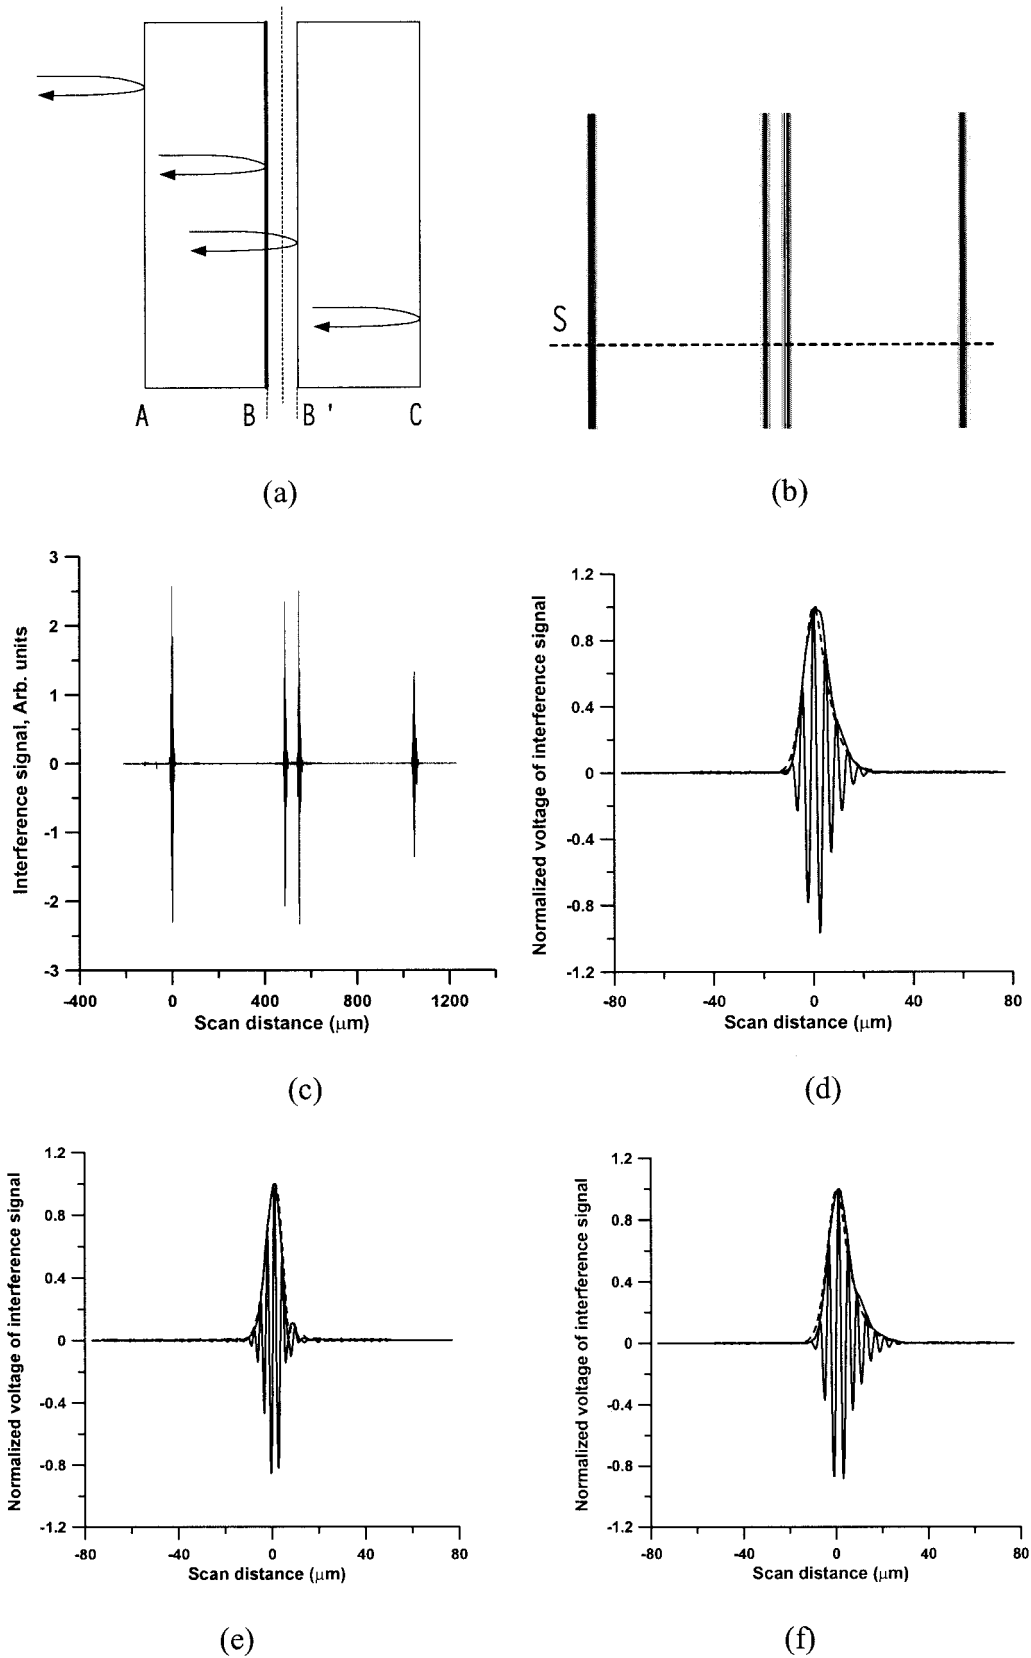 A B B' C
S
(a) (b)
Interference signal, Arb. units
3
2
1
0
-1
-2
-3
-400 0 400 800 1200
Scan distance (μm)
(c)
Normalized voltage of interference signal
1.2
0.8
0.4
0
-0.4
-0.8
-1.2
-80 -40 0 40 80
Scan distance (μm)
(d)
Normalized voltage of interference signal
1.2
0.8
0.4
0
-0.4
-0.8
-1.2
-80 -40 0 40 80
Scan distance (μm)
(e)
Normalized voltage of interference signal
1.2
0.8
0.4
0
-0.4
-0.8
-1.2
-80 -40 0 40 80
Scan distance (μm)
(f)